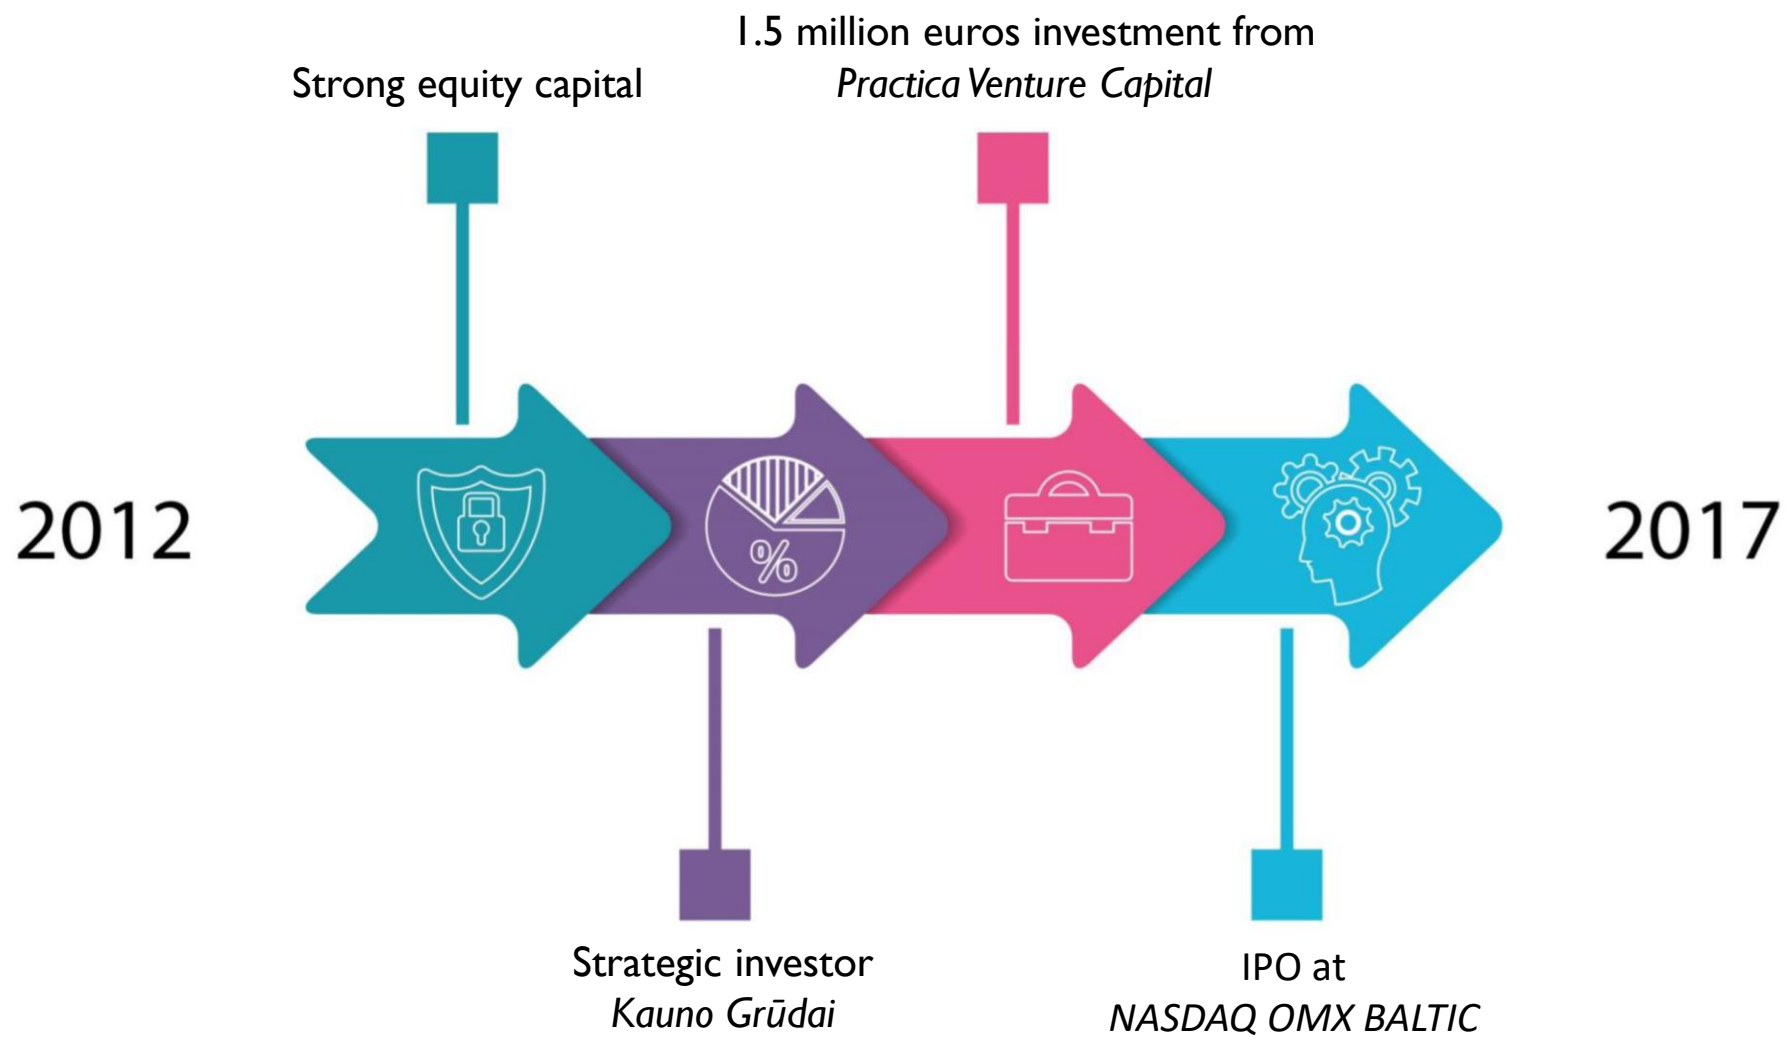 1.5 million euros investment from
Practica Venture Capital
Strong equity capital
2012
%
2017
Strategic investor
Kauno Grūdai
IPO at
NASDAQ OMX BALTIC